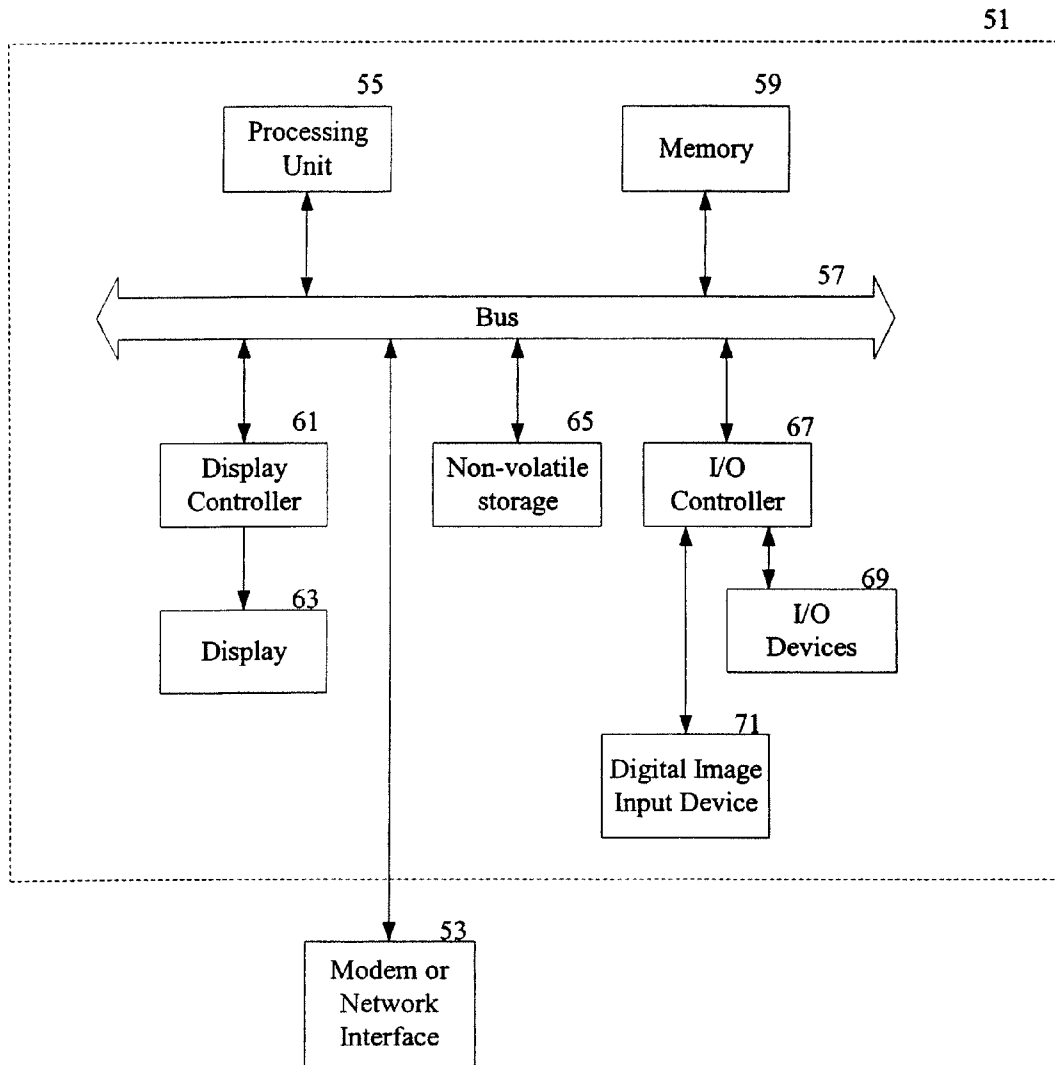 51
55
Processing
Unit
59
Memory
57
Bus
61
Display
Controller
65
Non-volatile
storage
67
I/O
Controller
63
Display
69
I/O
Devices
71
Digital Image
Input Device
53
Modem or
Network
Interface